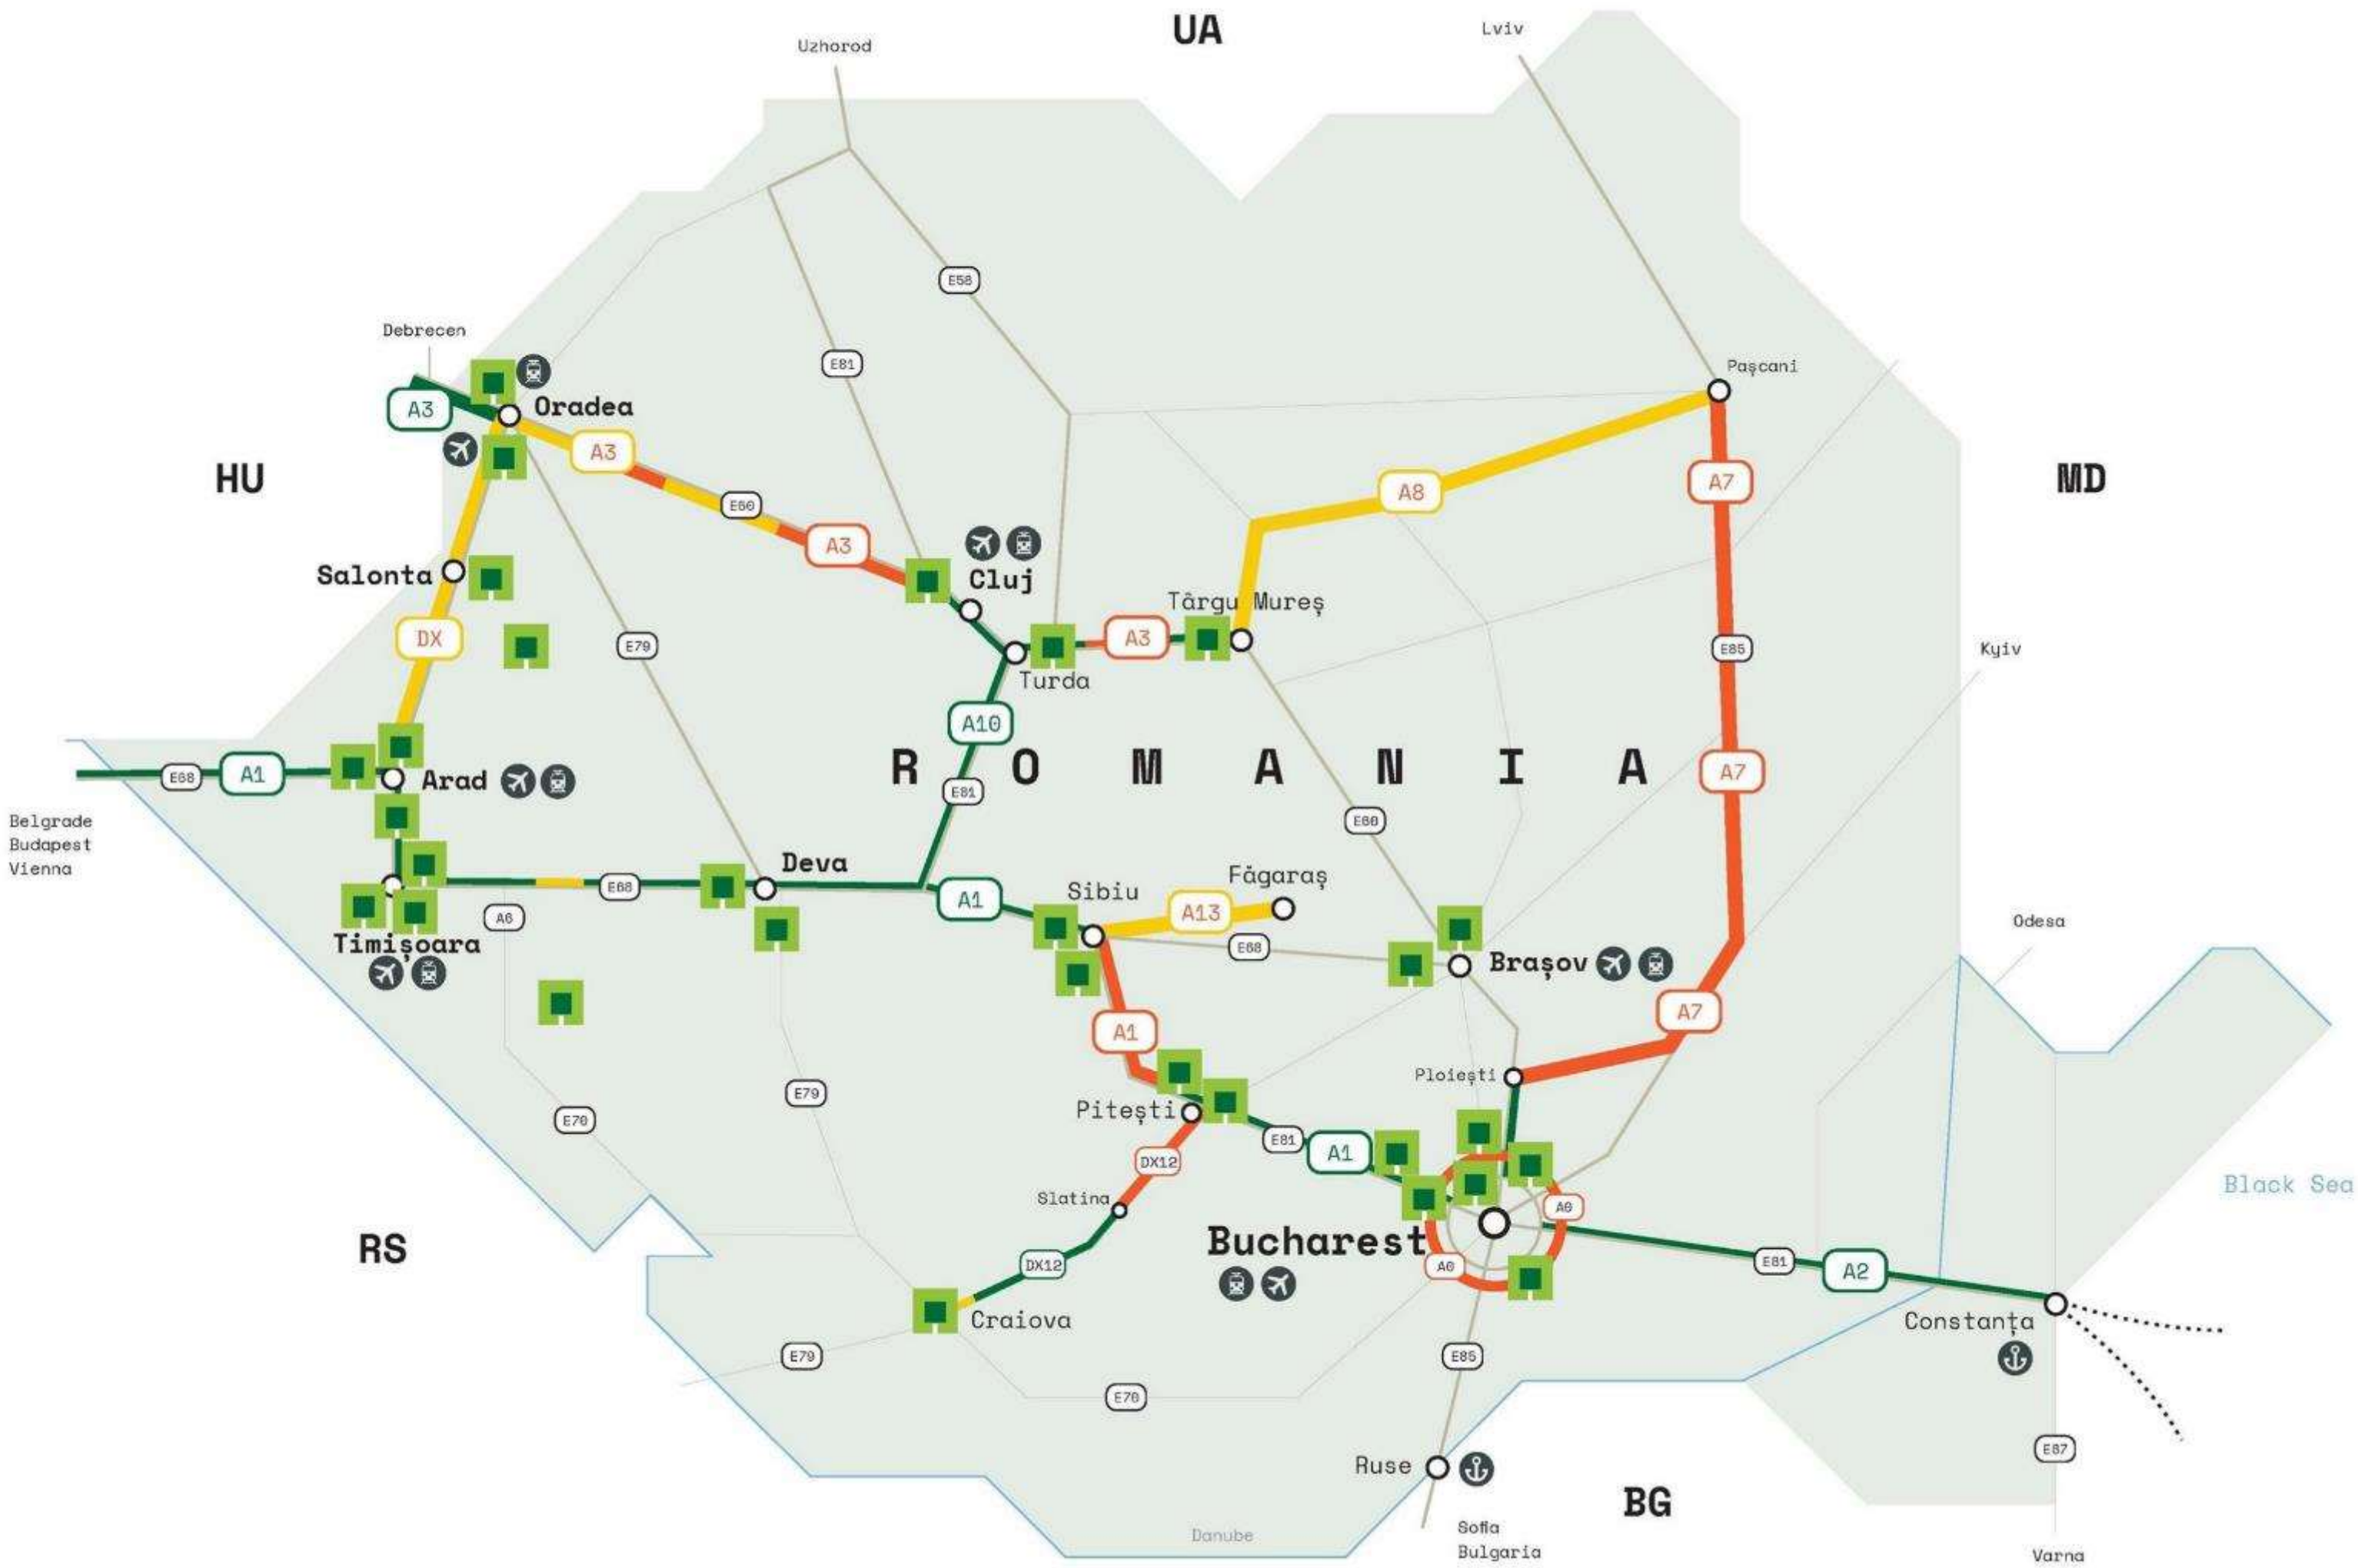 UA
Lviv
Uzhorod
E58
Debrecen
E81
Pașcani
A3
Oradea
A3
HU
A8
A7
MD
E60
A3
Cluj
Salonta
Târgu Mureș
DX
E79
A3
E85
Kyiv
Turda
A10
R O M A N I A
A7
E68
A1
Arad
E81
Belgrade
Budapest
Vienna
E60
Deva
Făgaraș
E68
A1
Sibiu
A13
A6
Odesa
Timișoara
E68
Brașov
A7
A1
Ploiești
E79
Pitești
E70
E81
A1
DX12
Black Sea
Slatina
A0
RS
Bucharest
DX12
A0
E81
A2
Craiova
Constanța
E79
E85
E70
E87
Ruse
BG
Danube
Sofia
Bulgaria
Varna